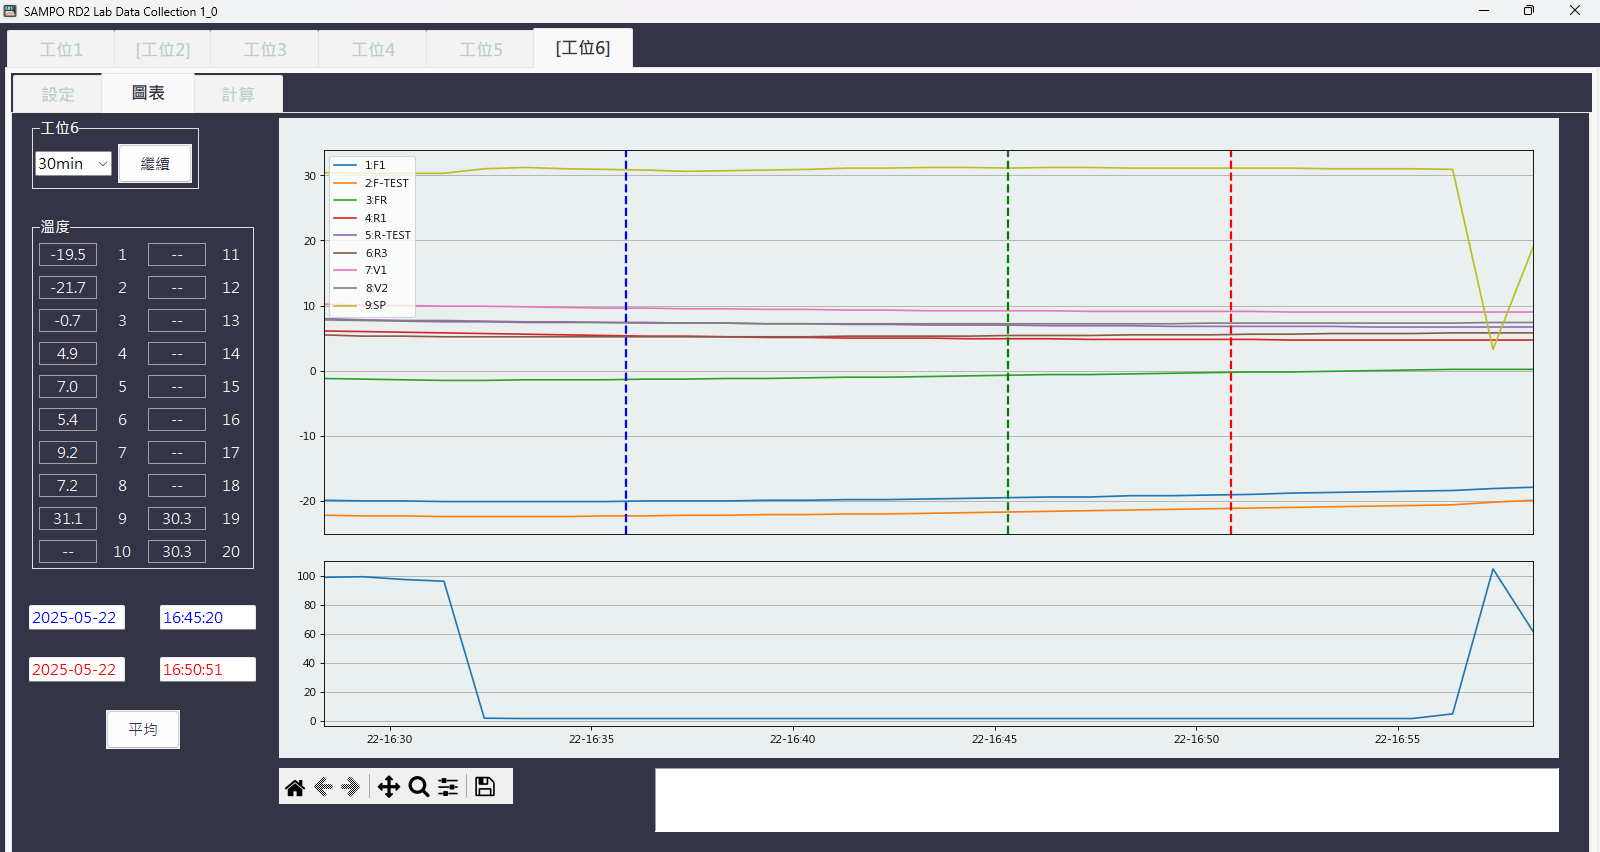 SAMPO RD2 Lab Data Collection 1_0
工位1 [工位2] 工位3 工位4 工位5 [工位6]
設定 圖表 計算
工位6
30min 繼續
溫度
-19.5 1 -- 11
-21.7 2 -- 12
-0.7 3 -- 13
4.9 4 -- 14
7.0 5 -- 15
5.4 6 -- 16
9.2 7 -- 17
7.2 8 -- 18
31.1 9 30.3 19
-- 10 30.3 20
2025-05-22 16:45:20
2025-05-22 16:50:51
平均
1:F1
2:F-TEST
3:FR
4:R1
5:R-TEST
6:R3
7:V1
8:V2
9:SP
30
20
10
0
-10
-20
100
80
60
40
20
0
22-16:30 22-16:35 22-16:40 22-16:45 22-16:50 22-16:55